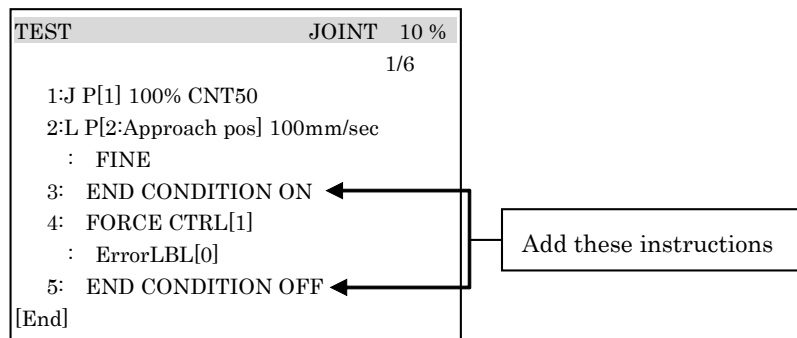 TEST JOINT 10 %
1/6
1:J P[1] 100% CNT50
2:L P[2:Approach pos] 100mm/sec
: FINE
3: END CONDITION ON
4: FORCE CTRL[1]
: ErrorLBL[0]
5: END CONDITION OFF
[End]
Add these instructions